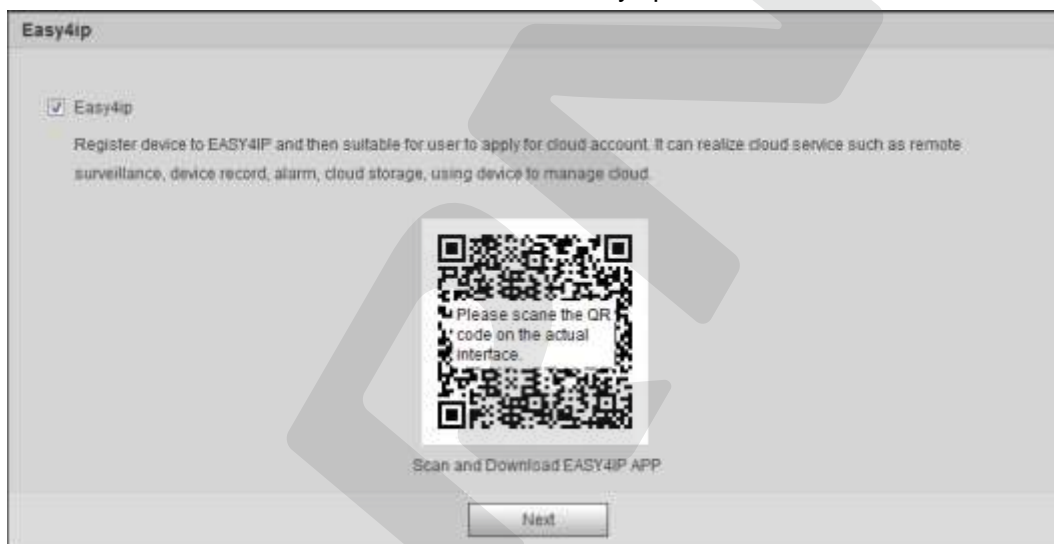 Easy4ip
Easy4ip
Register device to EASY4IP and then suitable for user to apply for cloud account. It can realize cloud service such as remote
surveillance, device record, alarm, cloud storage, using device to manage cloud.
Please scane the QR
code on the actual
interface.
Scan and Download EASY4IP APP
Next